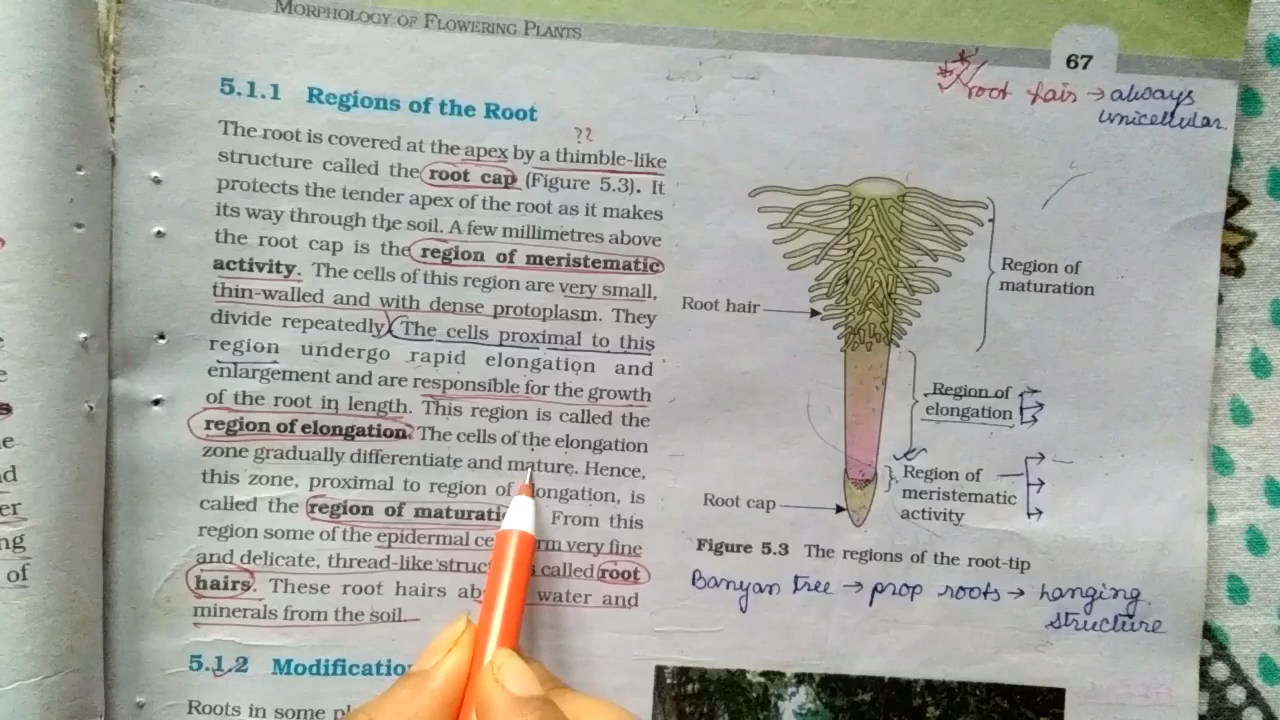 MORPHOLOGY OF FLOWERING PLANTS
67
5.1.1 Regions of the Root
??
The root is covered at the apex by a thimble-like
structure called the root cap (Figure 5.3). It
protects the tender apex of the root as it makes
its way through the soil. A few millimetres above
the root cap is the region of meristematic
activity. The cells of this region are very small,
thin-walled and with dense protoplasm. They
divide repeatedly. The cells proximal to this
region undergo rapid elongation and
enlargement and are responsible for the growth
of the root in length. This region is called the
region of elongation. The cells of the elongation
zone gradually differentiate and mature. Hence,
this zone, proximal to region of elongation, is
called the region of From this
region some of the epidermal very fine
and delicate, thread-like called root
hairs. These root hairs water and
minerals from the soil.
5.1.2
Roots in some
root hair → always
unicellular.
Region of
maturation
Root hair
Region of
elongation
Region of
meristematic
activity
Root cap
Figure 5.3 The regions of the root-tip
Banyan tree → prop roots → hanging
structure
er
ng
of